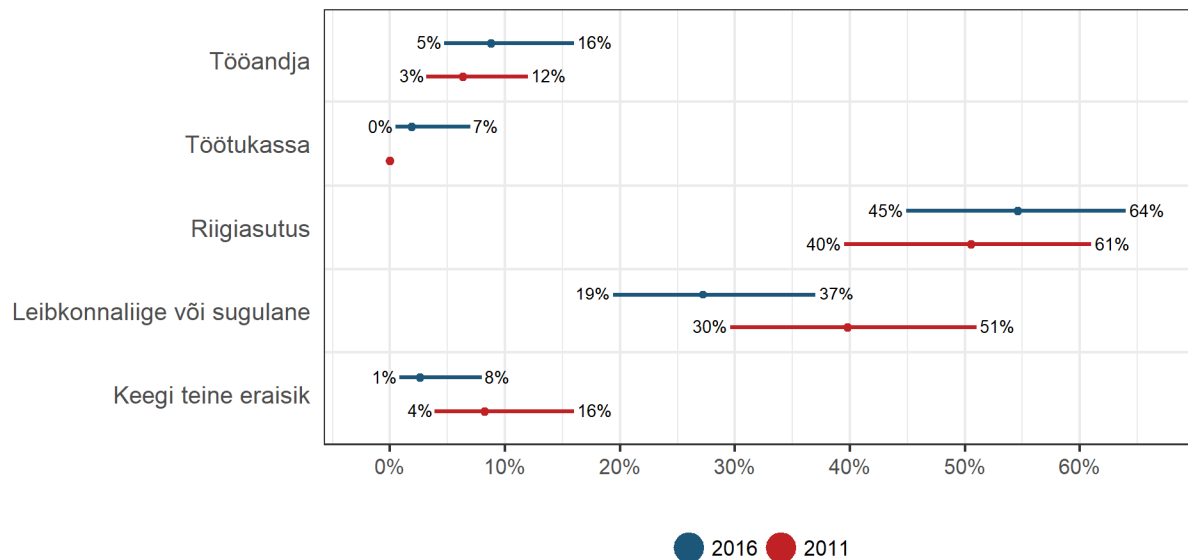 Tööandja
5% 16%
3% 12%
Töötukassa
0% 7%
Riigiasutus
45% 64%
40% 61%
Leibkonnaliige või sugulane
19% 37%
30% 51%
Keegi teine eraisik
1% 8%
4% 16%
0% 10% 20% 30% 40% 50% 60%
2016 2011